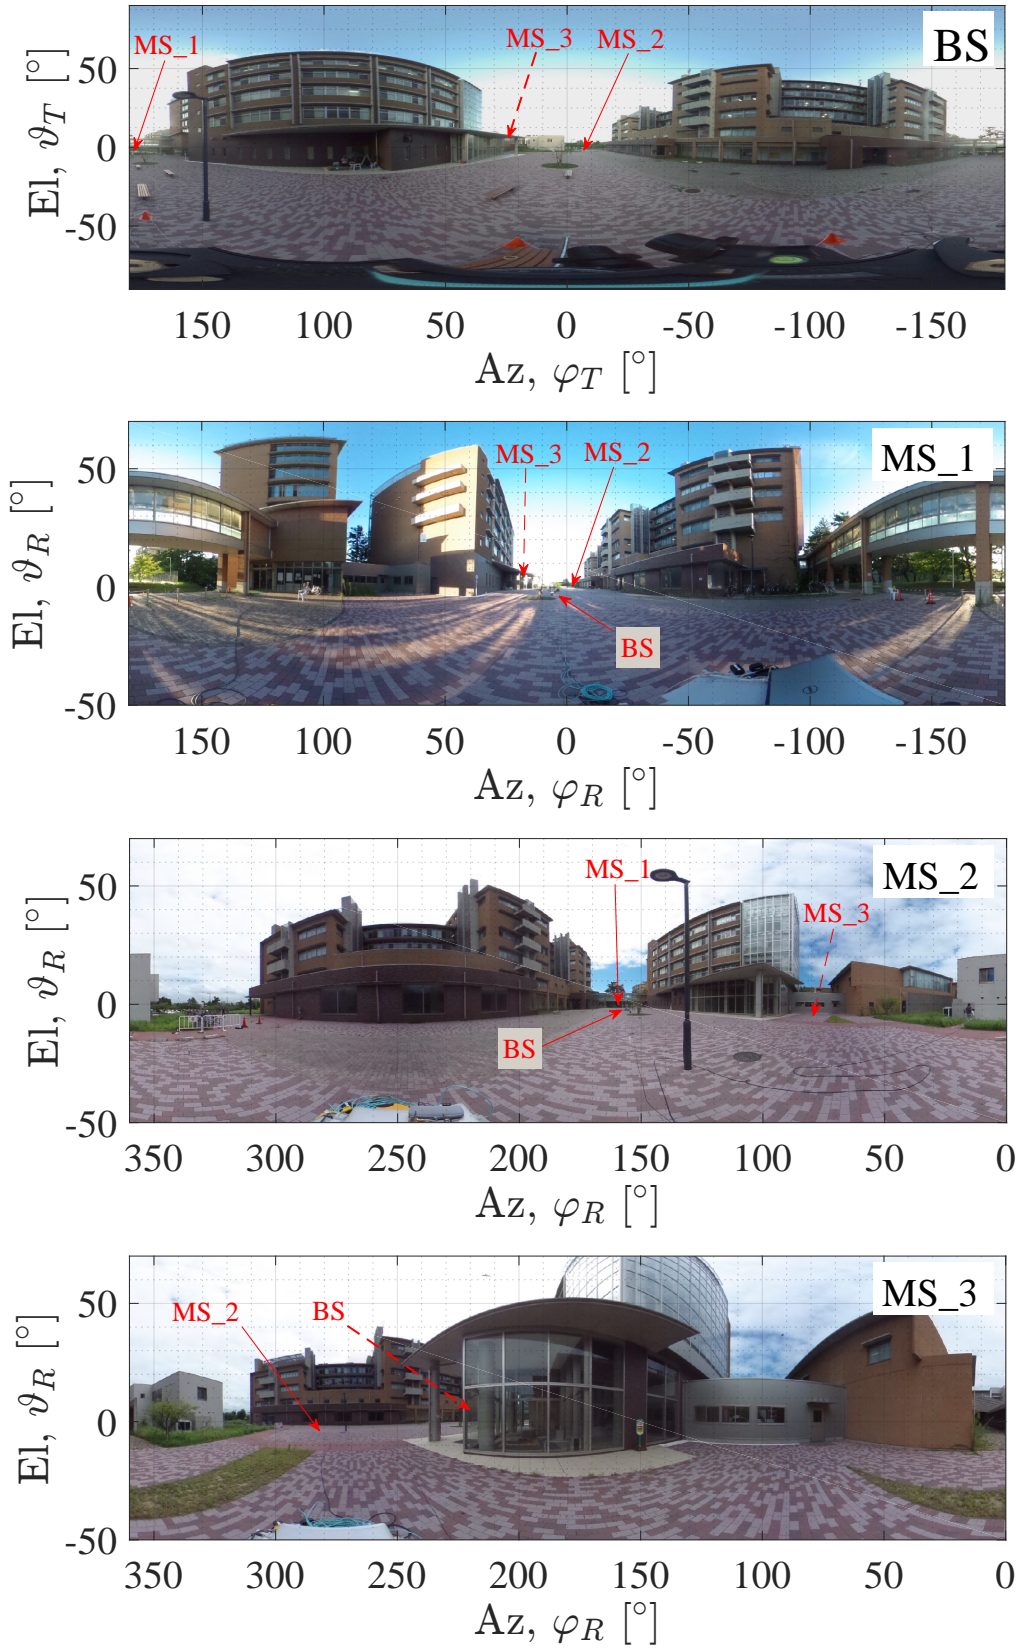 MS_1
MS_3
MS_2
BS
El, ϑ_T [°]
50
0
-50
150
100
50
0
-50
-100
-150
Az, φ_T [°]
MS_3
MS_2
MS_1
BS
El, ϑ_R [°]
50
0
-50
150
100
50
0
-50
-100
-150
Az, φ_R [°]
MS_1
MS_3
MS_2
BS
El, ϑ_R [°]
50
0
-50
350
300
250
200
150
100
50
0
Az, φ_R [°]
MS_2
BS
MS_3
El, ϑ_R [°]
50
0
-50
350
300
250
200
150
100
50
0
Az, φ_R [°]